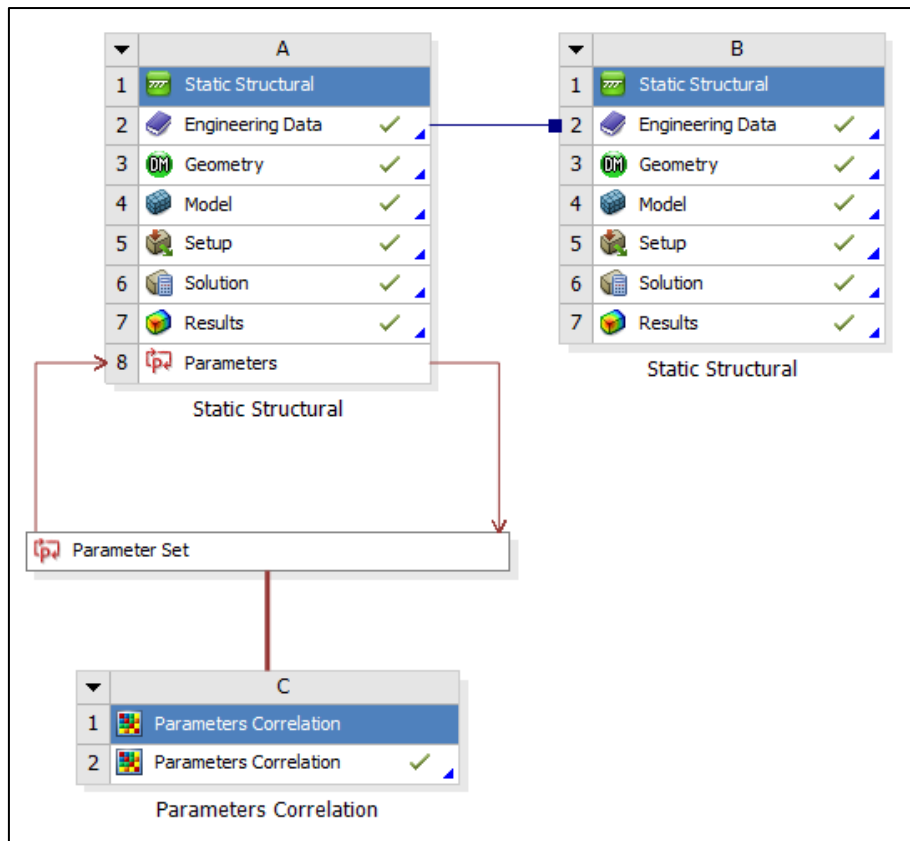 A
1 Static Structural
2 Engineering Data
3 DM Geometry
4 Model
5 Setup
6 Solution
7 Results
8 p Parameters
Static Structural
B
1 Static Structural
2 Engineering Data
3 DM Geometry
4 Model
5 Setup
6 Solution
7 Results
Static Structural
p Parameter Set
C
1 Parameters Correlation
2 Parameters Correlation
Parameters Correlation